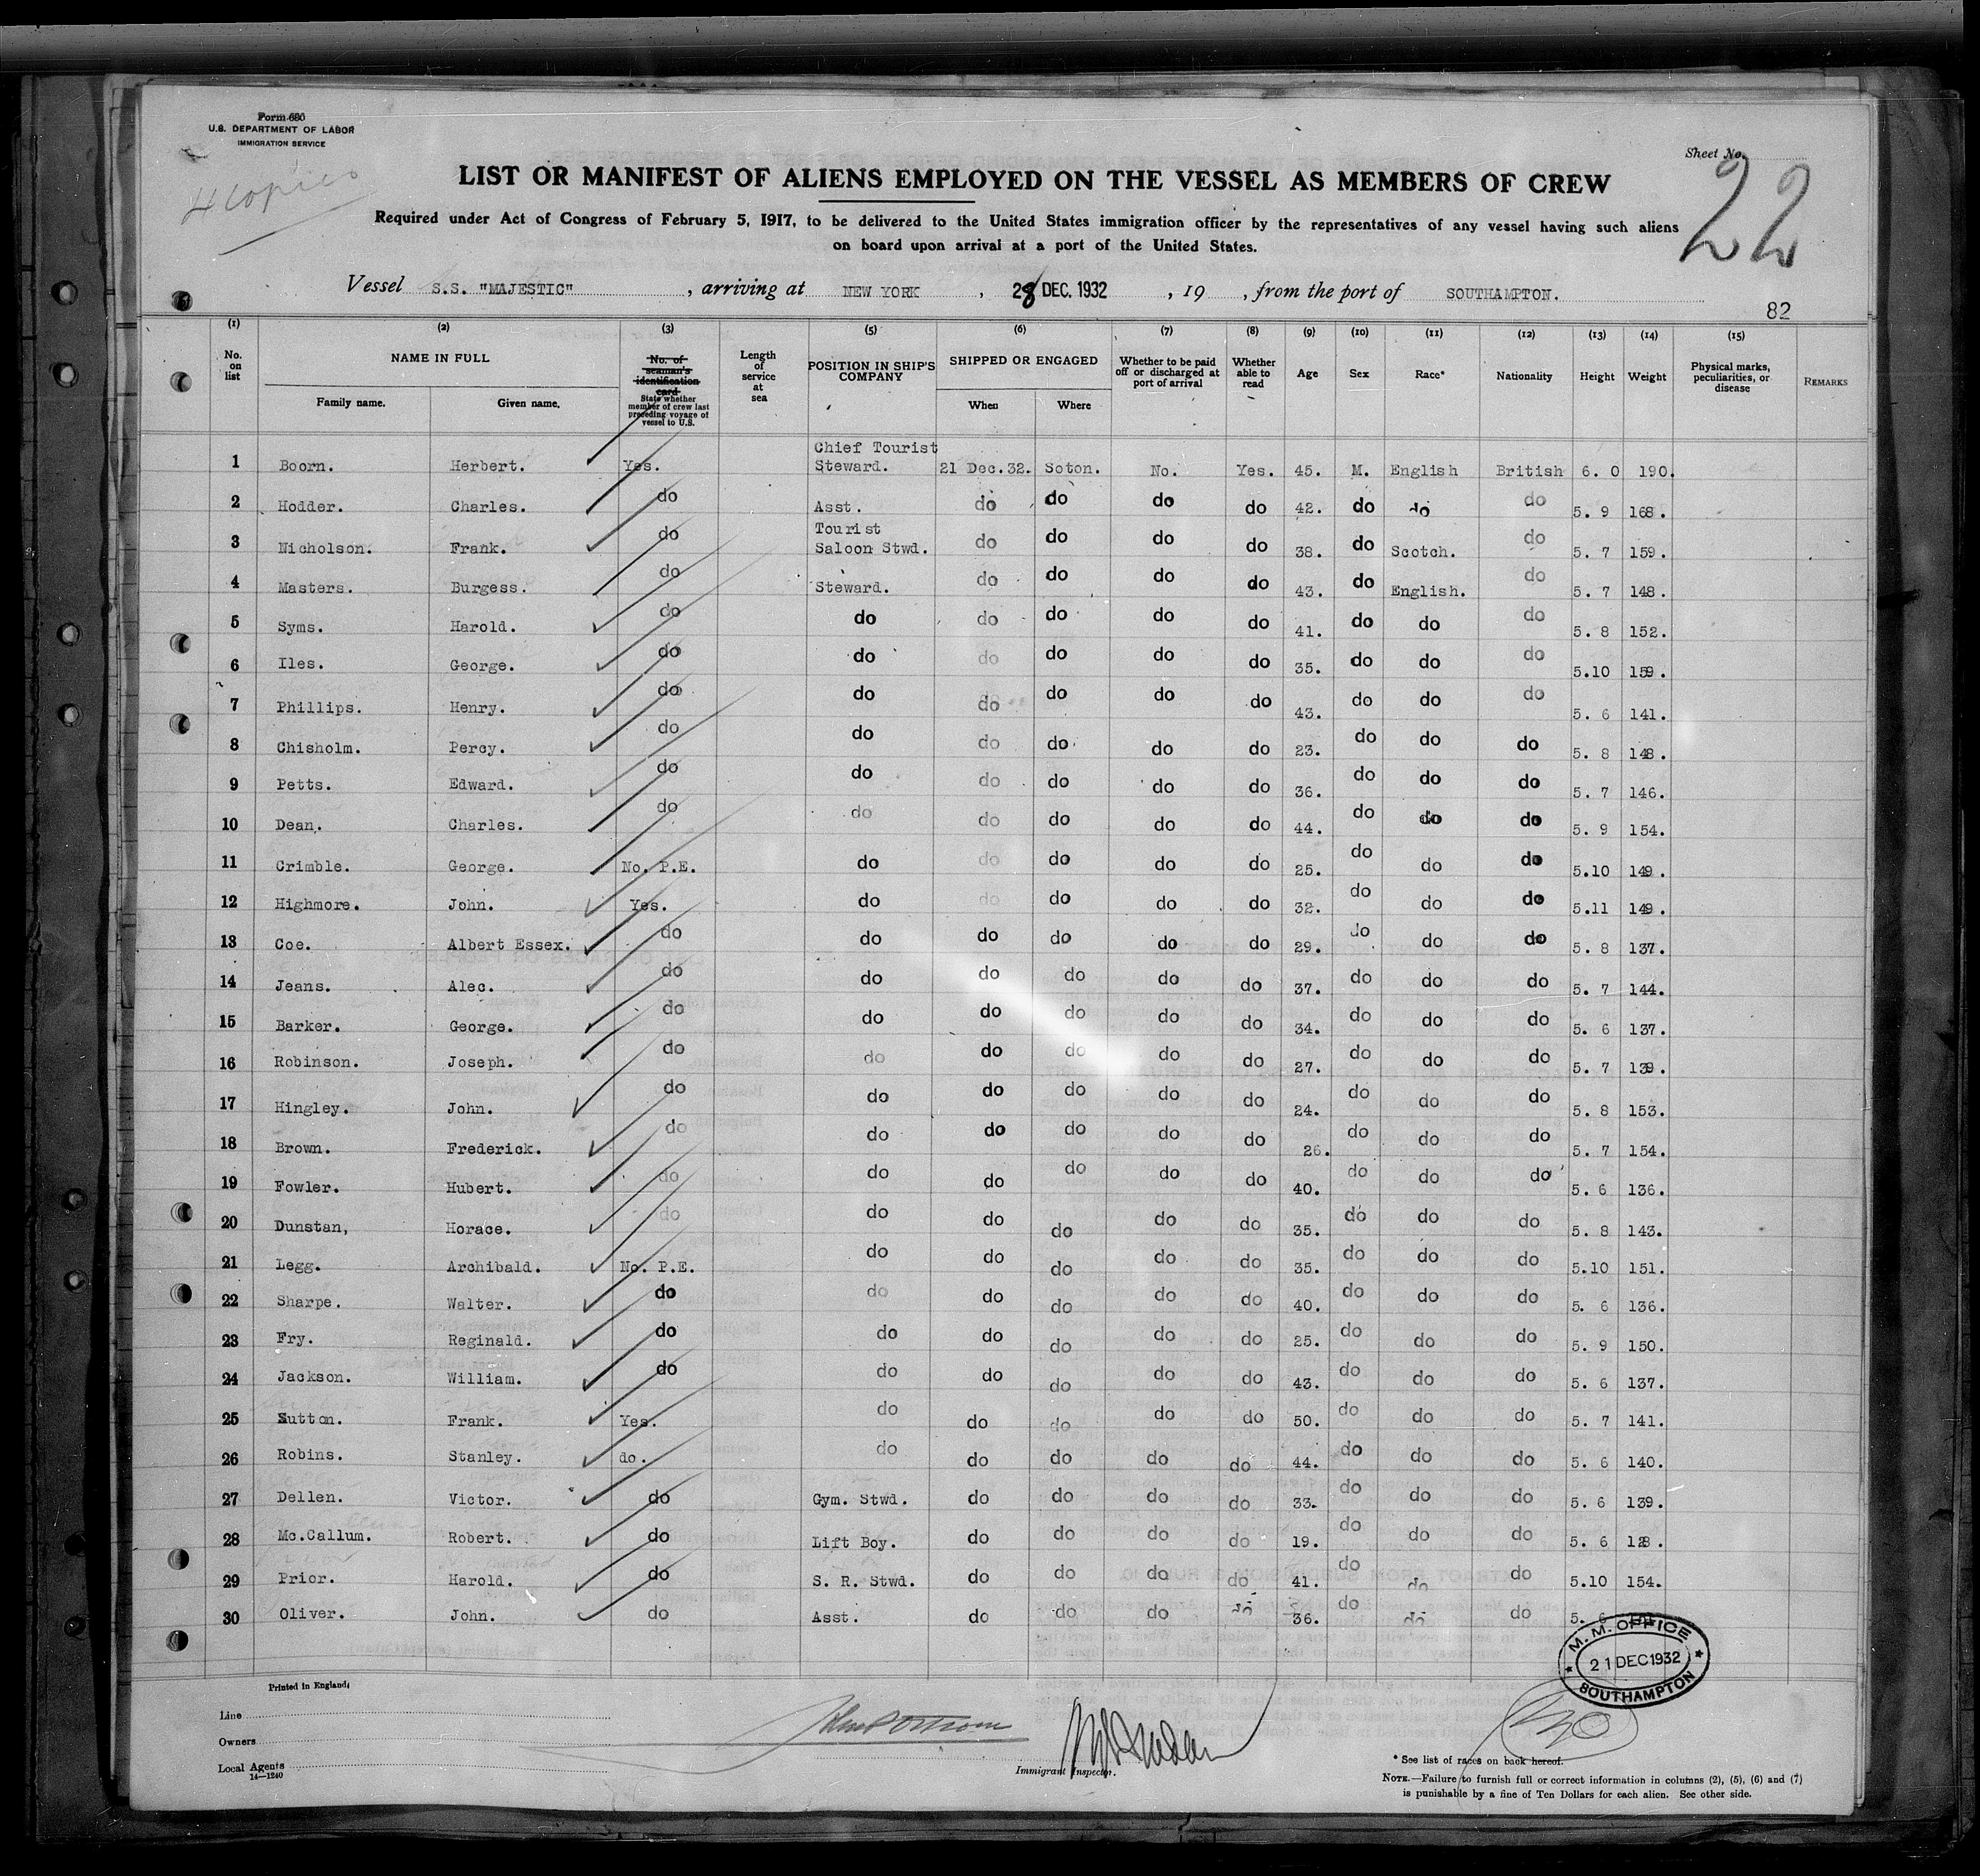 Form 680
U.S. DEPARTMENT OF LABOR
IMMIGRATION SERVICE
4 copies
Sheet No.
22
LIST OR MANIFEST OF ALIENS EMPLOYED ON THE VESSEL AS MEMBERS OF CREW
Required under Act of Congress of February 5, 1917, to be delivered to the United States immigration officer by the representatives of any vessel having such aliens
on board upon arrival at a port of the United States.
Vessel S.S. "MAJESTIC", arriving at NEW YORK, 28 DEC. 1932, 19 , from the port of SOUTHAMPTON.
82
(1) (2) (3) (5) (6) (7) (8) (9) (10) (11) (12) (13) (14) (15)
No. on list NAME IN FULL Family name. Given name. No. of seaman's identification card State whether member of crew last preceding voyage of vessel to U.S. Length of service at sea POSITION IN SHIP'S COMPANY SHIPPED OR ENGAGED When Where Whether to be paid off or discharged at port of arrival Whether able to read Age Sex Race* Nationality Height Weight Physical marks, peculiarities, or disease REMARKS
1 Boorn. Herbert. Yes. Chief Tourist Steward. 21 Dec.32. Soton. No. Yes. 45. M. English British 6. 0 190.
2 Hodder. Charles. do Asst. do do do do 42. do do do 5. 9 168.
3 Nicholson. Frank. do Tourist Saloon Stwd. do do do do 38. do Scotch. do 5. 7 159.
4 Masters. Burgess. do Steward. do do do do 43. do English. do 5. 7 148.
5 Syms. Harold. do do do do do do 41. do do do 5. 8 152.
6 Iles. George. do do do do do do 35. do do do 5.10 159.
7 Phillips. Henry. do do do do do do 43. do do do 5. 6 141.
8 Chisholm. Percy. do do do do do do 23. do do do 5. 8 148.
9 Petts. Edward. do do do do do do 36. do do do 5. 7 146.
10 Dean. Charles. do do do do do do 44. do do do 5. 9 154.
11 Crimble. George. No. P.E. do do do do do 25. do do do 5.10 149.
12 Highmore. John. Yes. do do do do do 32. do do do 5.11 149.
13 Coe. Albert Essex. do do do do do do 29. do do do 5. 8 137.
14 Jeans. Alec. do do do do do do 37. do do do 5. 7 144.
15 Barker. George. do do do do do do 34. do do do 5. 6 137.
16 Robinson. Joseph. do do do do do do 27. do do do 5. 7 139.
17 Hingley. John. do do do do do do 24. do do do 5. 8 153.
18 Brown. Frederick. do do do do do do 26. do do do 5. 7 154.
19 Fowler. Hubert. do do do do do do 40. do do do 5. 6 136.
20 Dunstan, Horace. do do do do do do 35. do do do 5. 8 143.
21 Legg. Archibald. No. P.E. do do do do do 35. do do do 5.10 151.
22 Sharpe. Walter. do do do do do do 40. do do do 5. 6 136.
23 Fry. Reginald. do do do do do do 25. do do do 5. 9 150.
24 Jackson. William. do do do do do do 43. do do do 5. 6 137.
25 Sutton. Frank. Yes. do do do do do 50. do do do 5. 7 141.
26 Robins. Stanley. do. do do do do do 44. do do do 5. 6 140.
27 Dellen. Victor. do Gym. Stwd. do do do do 33. do do do 5. 6 139.
28 Mc.Callum. Robert. do Lift Boy. do do do do 19. do do do 5. 6 128.
29 Prior. Harold. do S. R. Stwd. do do do do 41. do do do 5.10 154.
30 Oliver. John. do Asst. do do do do 36. do do do 5. 6
M. M. OFFICE
21 DEC 1932
SOUTHAMPTON
Printed in England.
Line
Owners
Local Agents
14—1240
Immigrant Inspector.
* See list of races on back hereof.
NOTE.—Failure to furnish full or correct information in columns (2), (5), (6) and (7)
is punishable by a fine of Ten Dollars for each alien. See other side.